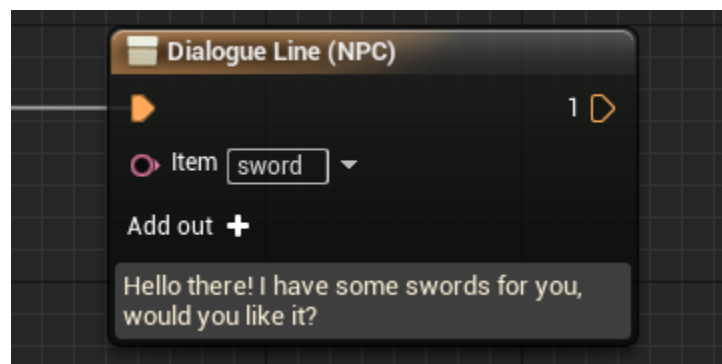 Dialogue Line (NPC)
1
Item sword
Add out
Hello there! I have some swords for you,
would you like it?